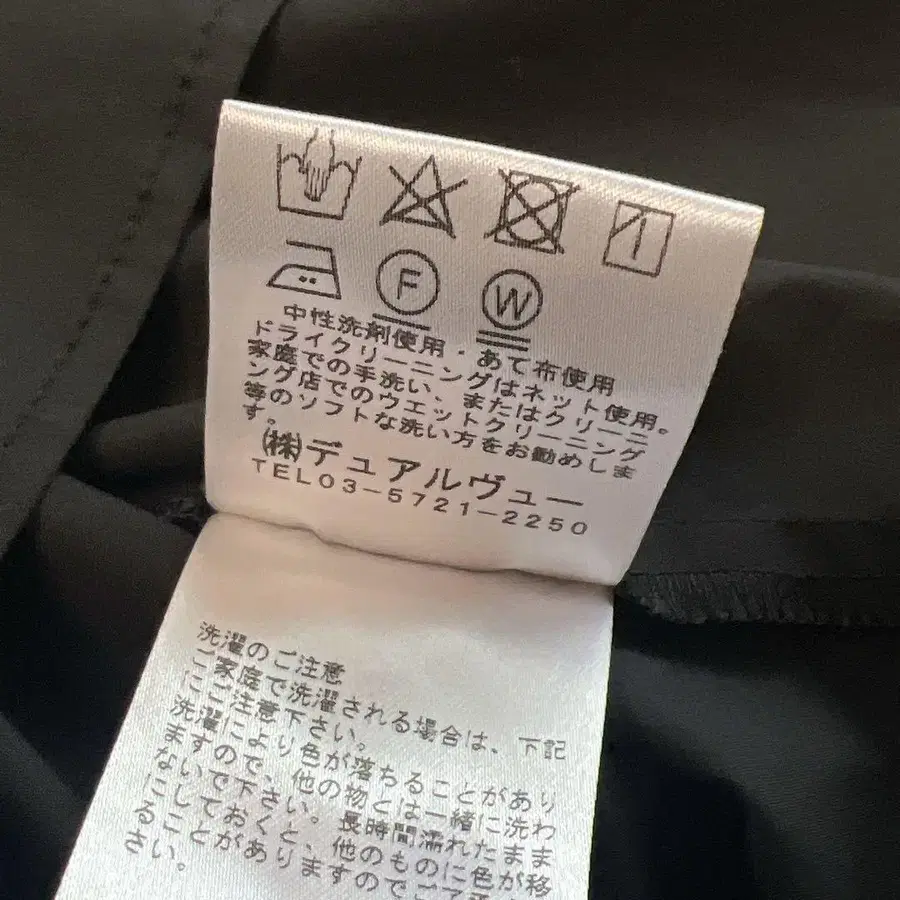 F
W
中性洗剤使用・あて布使用
ドライクリーニングはネット使用。
家庭での手洗い、またはクリーニ
ング店でのウエットクリーニング
等のソフトな洗い方をお勧めしま
す。
㈱デュアルヴュー
TEL03-5721-2250
洗濯のご注意
ご家庭で洗濯される場合は、下記
にご注意下さい。
洗濯により色が落ちることがあり
ますので、他の物とは一緒に洗わ
ないで下さい。長時間濡れたまま
にしておくと、他のものに色が移
ることがありますのでご了承
さい。